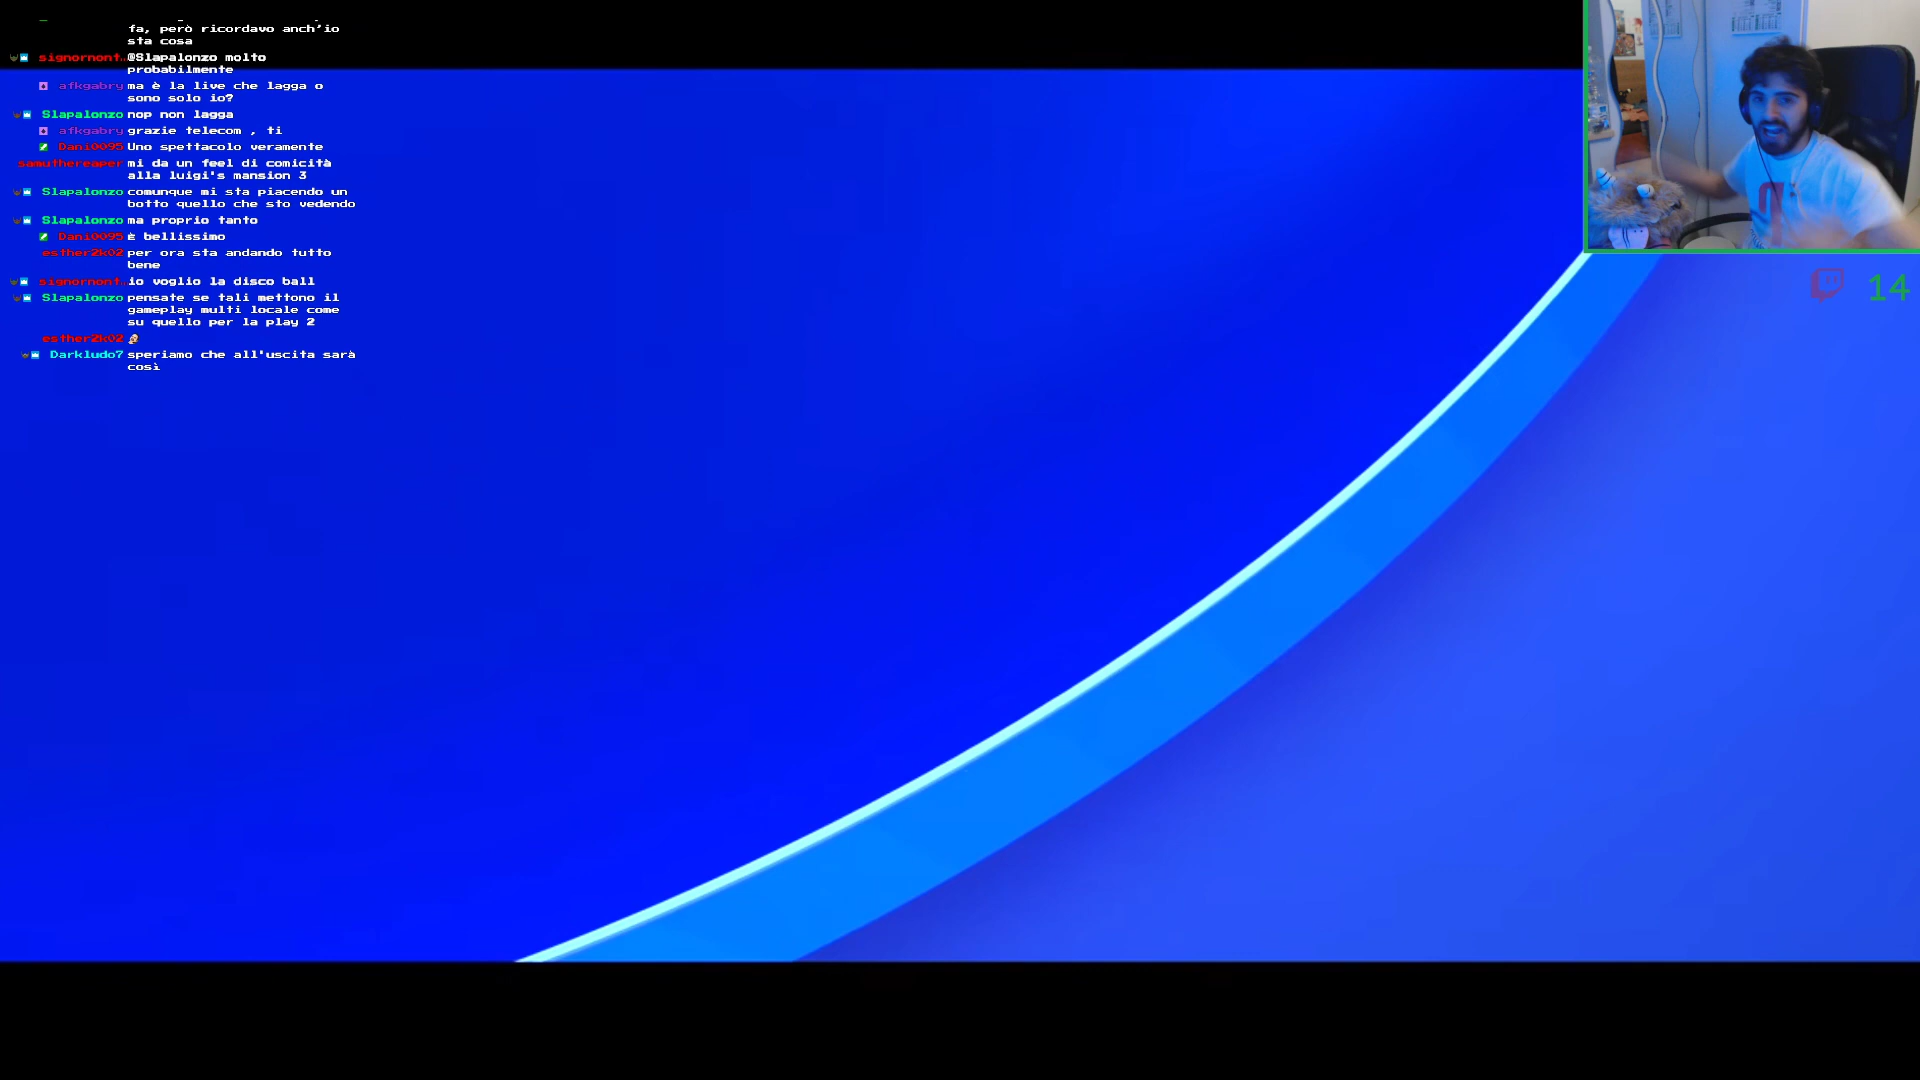 fa, però ricordavo anch'io
sta cosa
signornont.. @Slapalonzo molto
probabilmente
afkgabry ma è la live che lagga o
sono solo io?
Slapalonzo nop non lagga
afkgabry grazie telecom , ti
Dani0095 Uno spettacolo veramente
samuthereaper mi da un feel di comicità
alla luigi's mansion 3
Slapalonzo comunque mi sta piacendo un
botto quello che sto vedendo
Slapalonzo ma proprio tanto
Dani0095 È bellissimo
esther2k02 per ora sta andando tutto
bene
signornont.. io voglio la disco ball
Slapalonzo pensate se tali mettono il
gameplay multi locale come
su quello per la play 2
esther2k02
Darkludo7 speriamo che all'uscita sarà
così
14